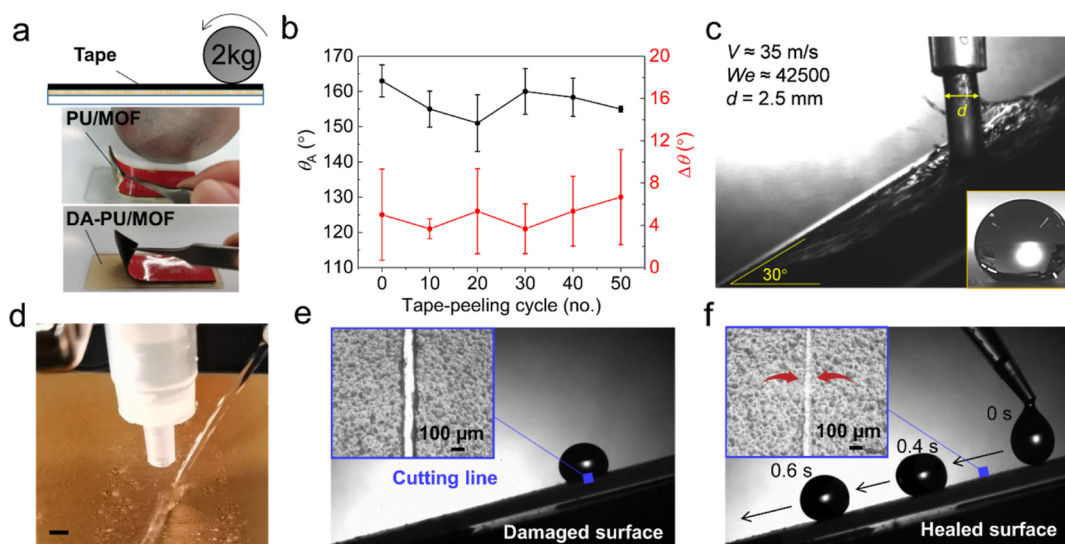 a
Tape
2kg
PU/MOF
DA-PU/MOF
b
170
160
150
140
130
120
110
θA (°)
20
16
12
8
4
0
Δθ (°)
0 10 20 30 40 50
Tape-peeling cycle (no.)
c
V ≈ 35 m/s
We ≈ 42500
d = 2.5 mm
d
30°
d
e
100 μm
Cutting line
Damaged surface
f
100 μm
0 s
0.4 s
0.6 s
Healed surface